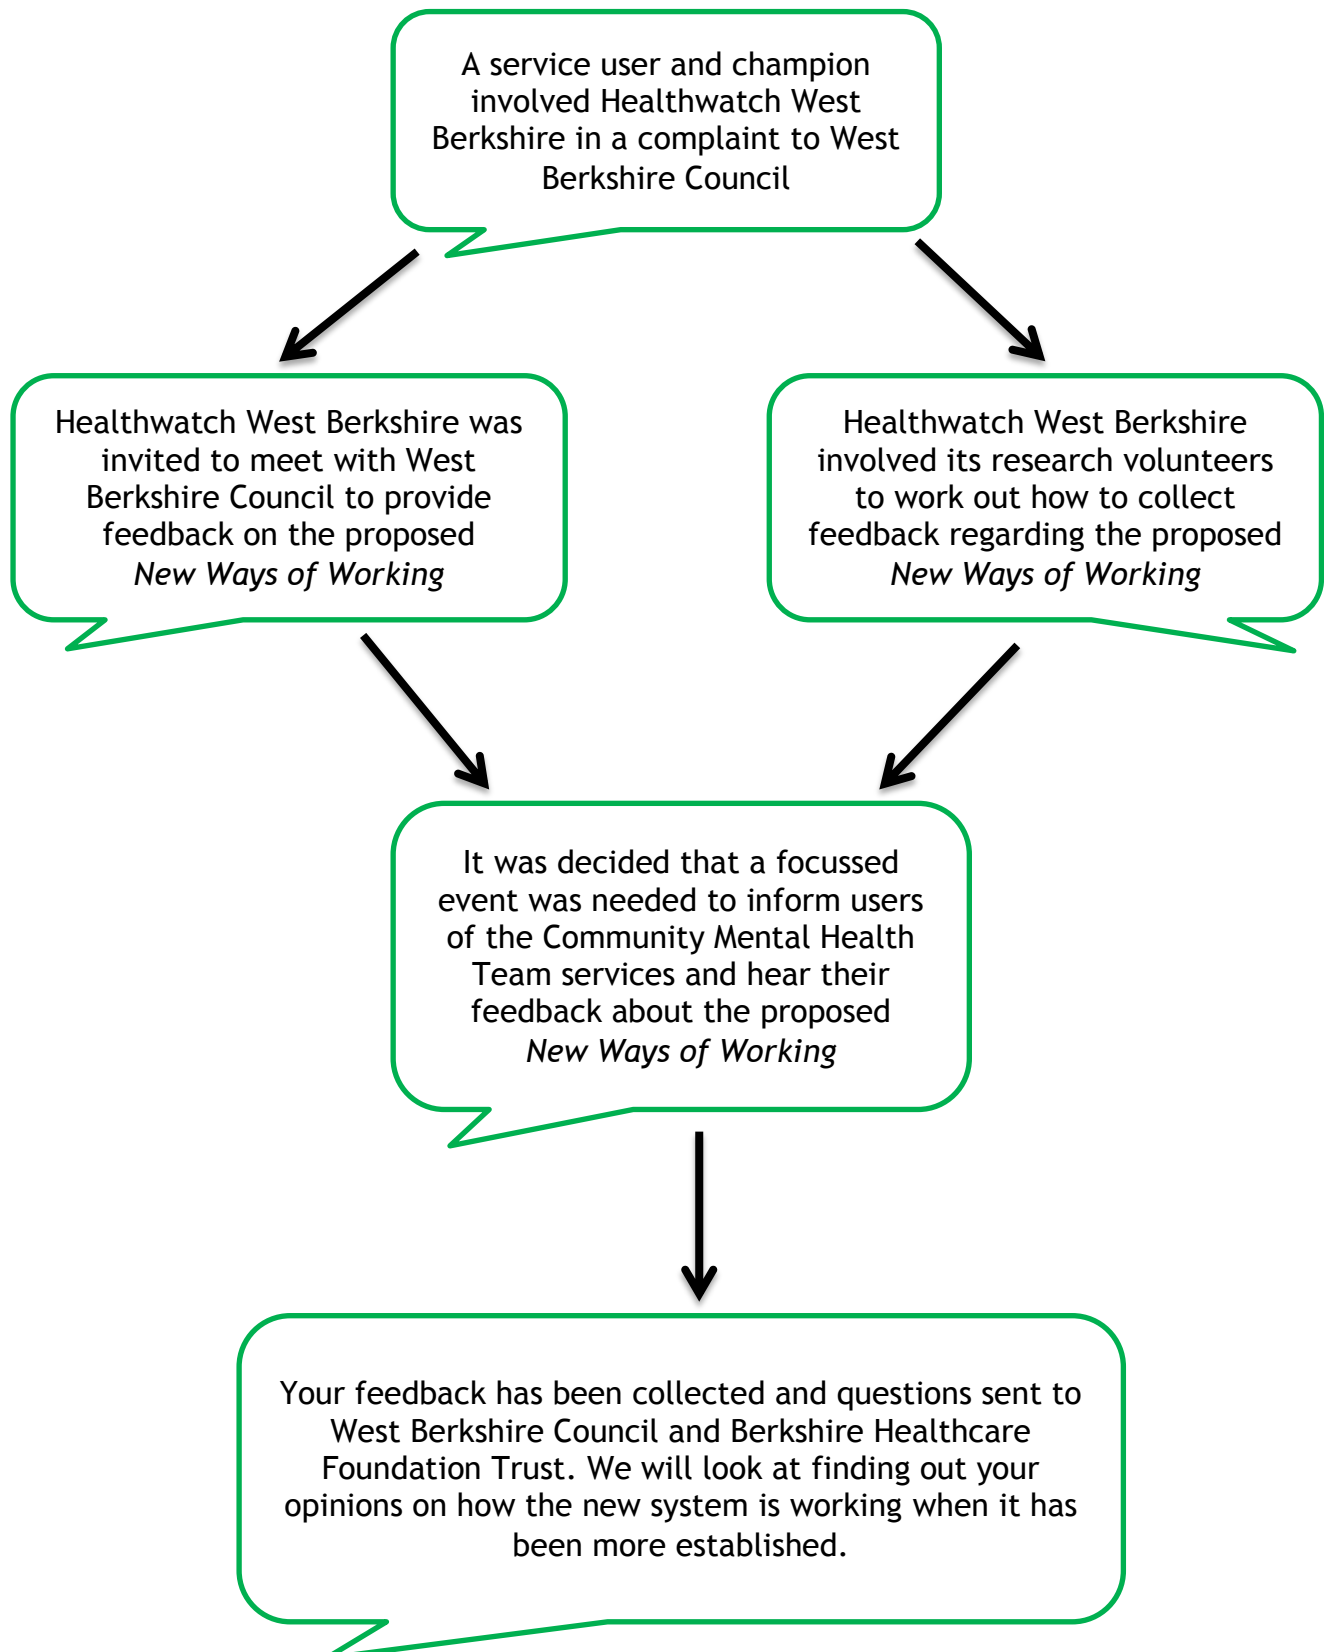 A service user and champion
involved Healthwatch West
Berkshire in a complaint to West
Berkshire Council
Healthwatch West Berkshire was
invited to meet with West
Berkshire Council to provide
feedback on the proposed
New Ways of Working
Healthwatch West Berkshire
involved its research volunteers
to work out how to collect
feedback regarding the proposed
New Ways of Working
It was decided that a focussed
event was needed to inform users
of the Community Mental Health
Team services and hear their
feedback about the proposed
New Ways of Working
Your feedback has been collected and questions sent to
West Berkshire Council and Berkshire Healthcare
Foundation Trust. We will look at finding out your
opinions on how the new system is working when it has
been more established.